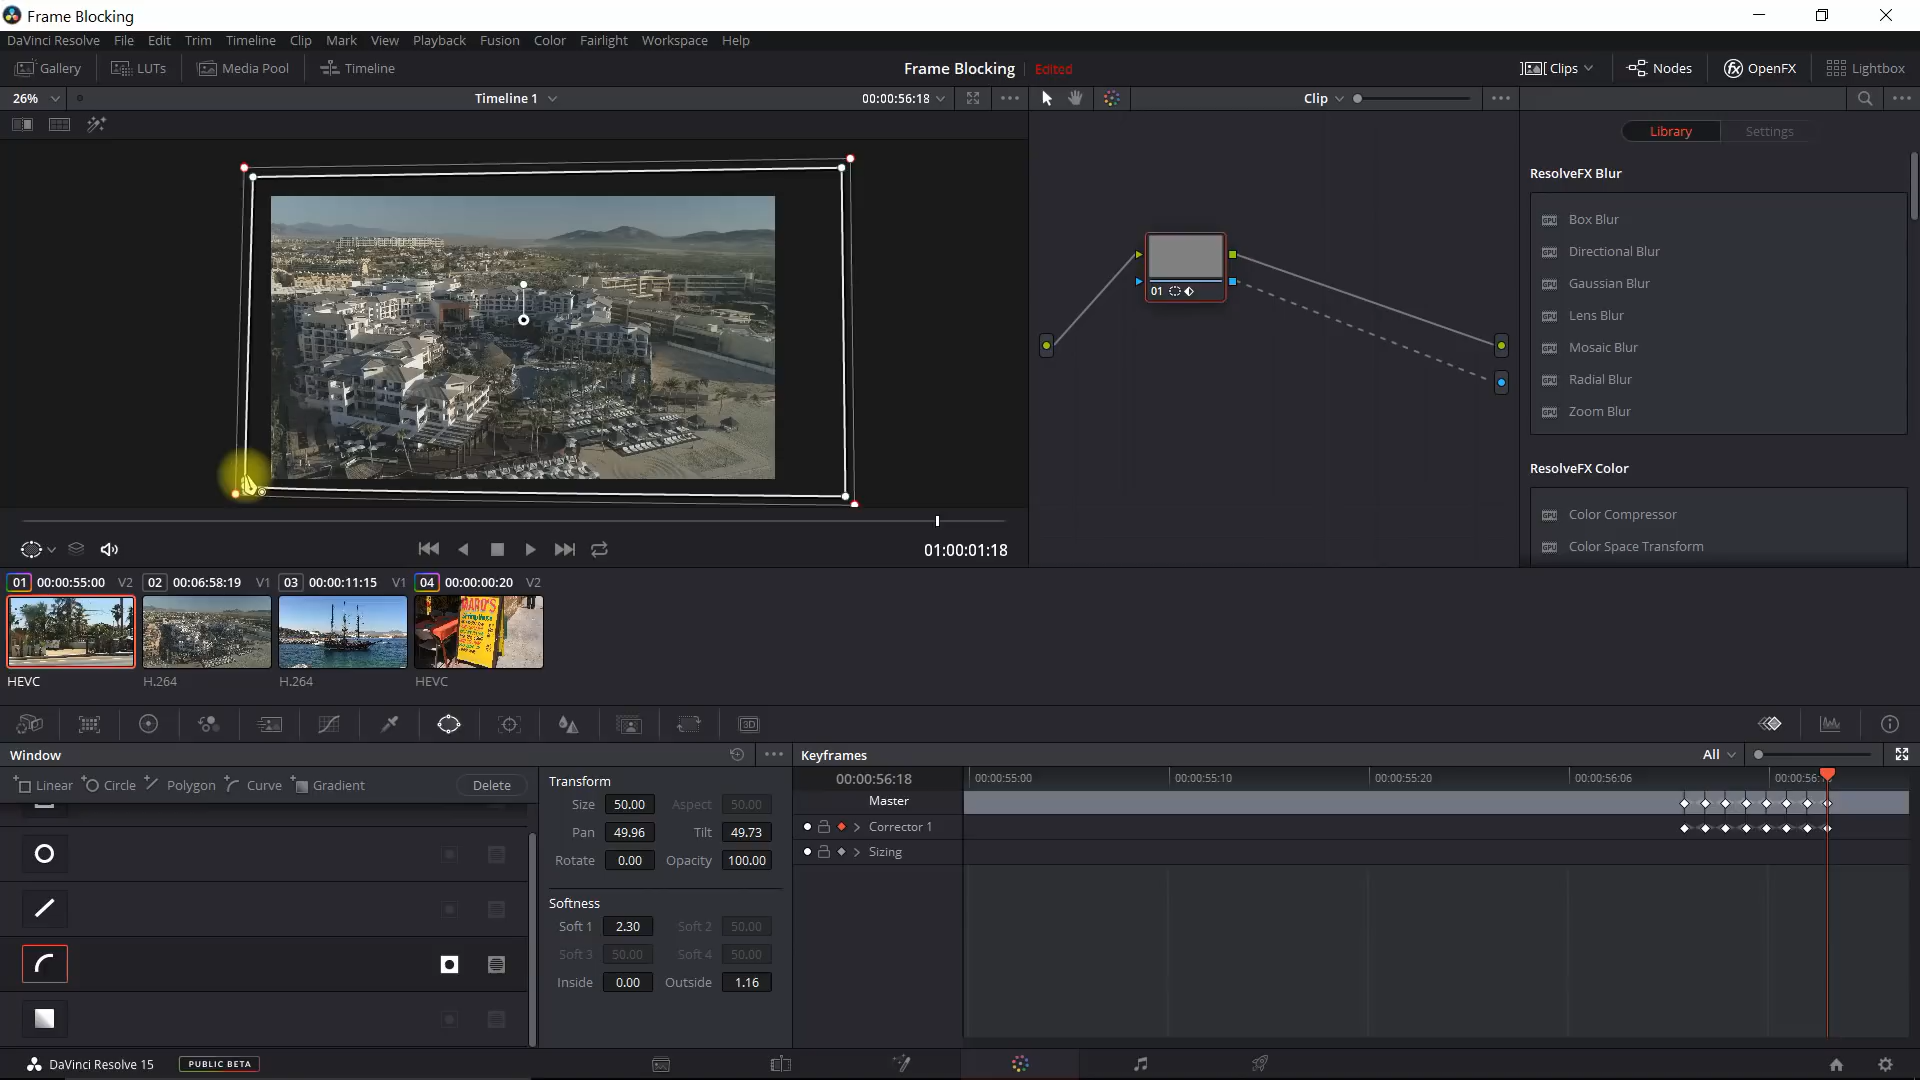 Frame Blocking
DaVinci Resolve File Edit Trim Timeline Clip Mark View Playback Fusion Color Fairlight Workspace Help
Gallery LUTs Media Pool Timeline Frame Blocking Edited Clips Nodes OpenFX Lightbox
26% Timeline 1 00:00:56:18 Clip
Library Settings
ResolveFX Blur
Box Blur
Directional Blur
Gaussian Blur
Lens Blur
Mosaic Blur
Radial Blur
Zoom Blur
01
ResolveFX Color
Color Compressor
Color Space Transform
01:00:01:18
01 00:00:55:00 V2 02 00:06:58:19 V1 03 00:00:11:15 V1 04 00:00:00:20 V2
HEVC H.264 H.264 HEVC
Window Keyframes All
Linear Circle Polygon Curve Gradient Delete
Transform
Size 50.00 Aspect 50.00
Pan 49.96 Tilt 49.73
Rotate 0.00 Opacity 100.00
Softness
Soft 1 2.30 Soft 2 50.00
Soft 3 50.00 Soft 4 50.00
Inside 0.00 Outside 1.16
00:00:56:18 00:00:55:00 00:00:55:10 00:00:55:20 00:00:56:06
Master
Corrector 1
Sizing
DaVinci Resolve 15 PUBLIC BETA